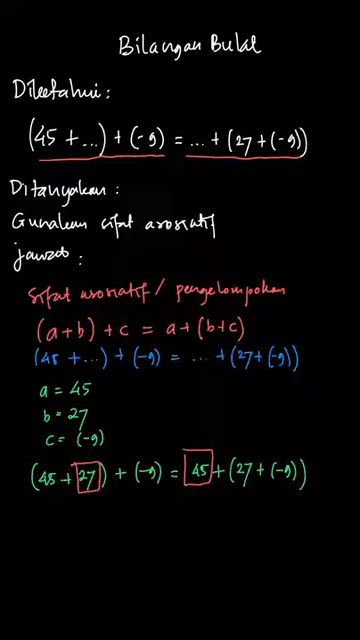 Bilangan Bulat
Diketahui:
(45 + ...) + (-9) = ... + (27 + (-9))
Ditanyakan:
Gunakan sifat asosiatif
Jawab:
Sifat asosiatif / pengelompokan
(a+b) + c = a + (b+c)
(45 + ...) + (-9) = ... + (27 + (-9))
a = 45
b = 27
c = (-9)
(45 + 27) + (-9) = 45 + (27 + (-9))